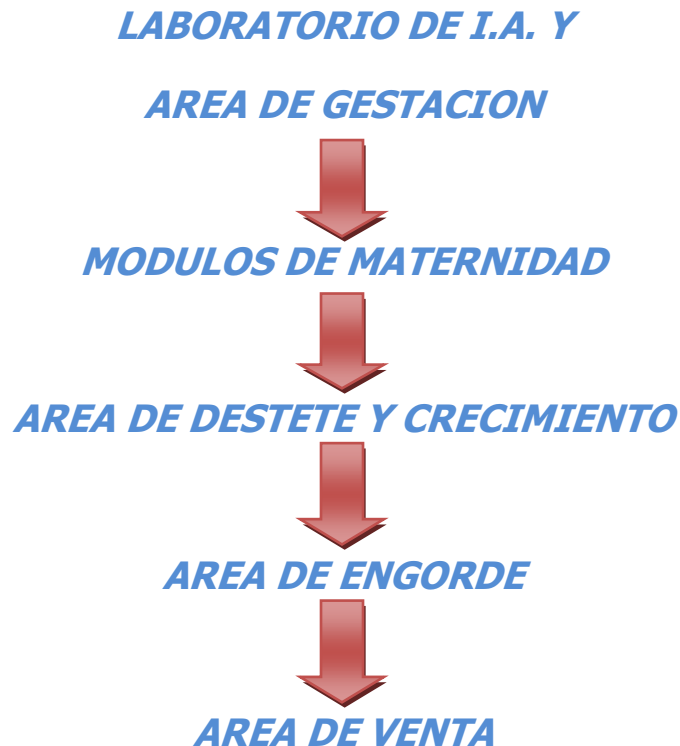 LABORATORIO DE I.A. Y
AREA DE GESTACION
MODULOS DE MATERNIDAD
AREA DE DESTETE Y CRECIMIENTO
AREA DE ENGORDE
AREA DE VENTA